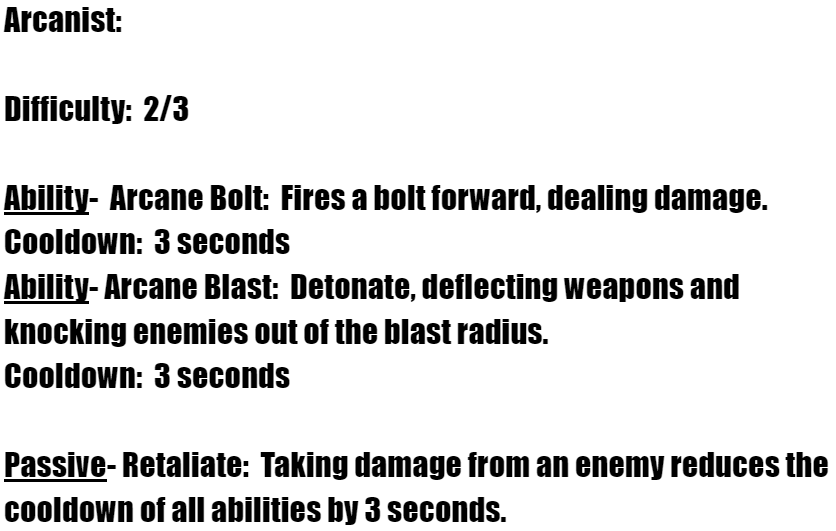 Arcanist:
Difficulty:  2/3
Ability-  Arcane Bolt:  Fires a bolt forward, dealing damage.
Cooldown:  3 seconds
Ability- Arcane Blast:  Detonate, deflecting weapons and
knocking enemies out of the blast radius.
Cooldown:  3 seconds
Passive- Retaliate:  Taking damage from an enemy reduces the
cooldown of all abilities by 3 seconds.